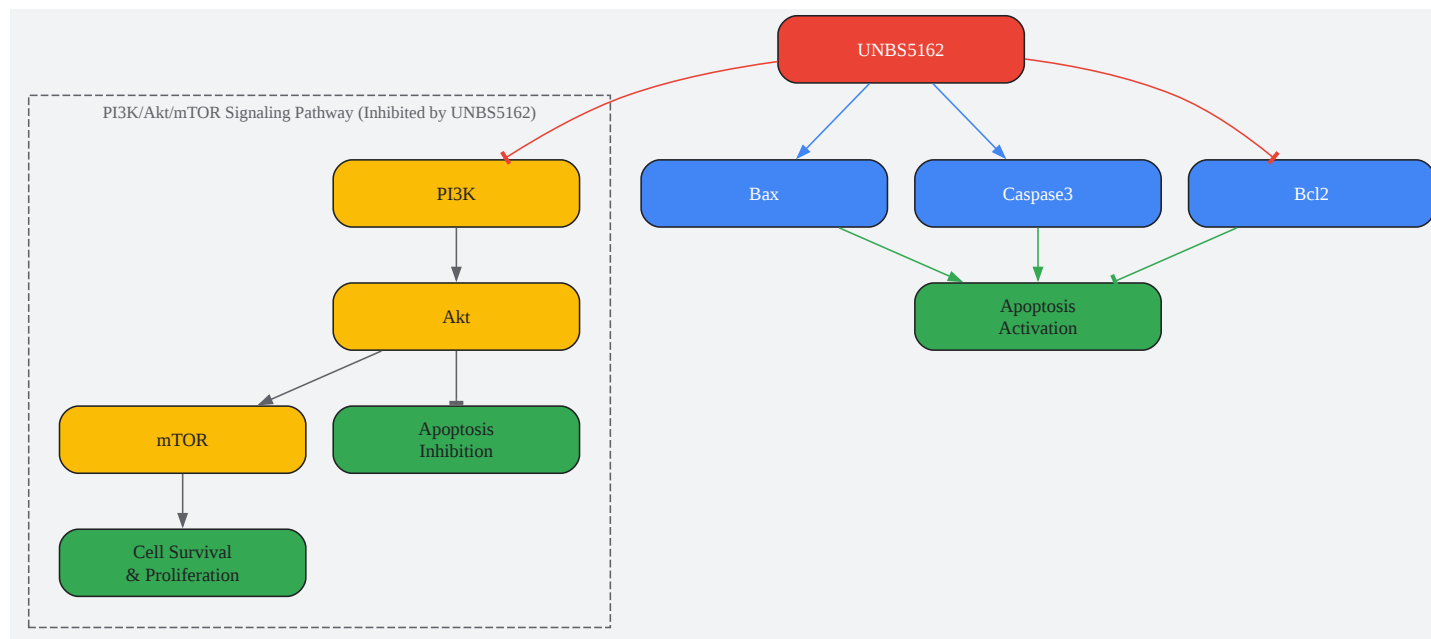 UNBS5162
PI3K/Akt/mTOR Signaling Pathway (Inhibited by UNBS5162)
PI3K
Bax
Caspase3
Bcl2
Akt
Apoptosis
Activation
mTOR
Apoptosis
Inhibition
Cell Survival
& Proliferation